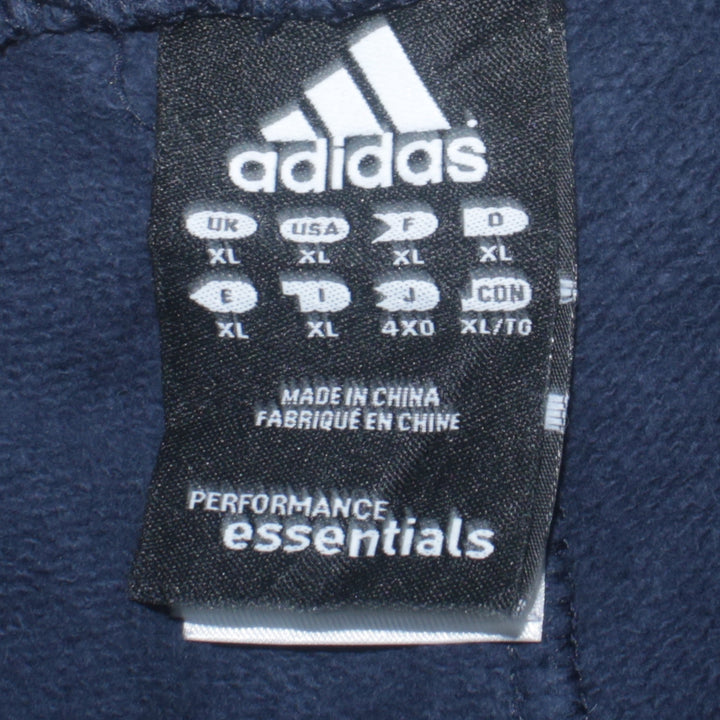 adidas
UK USA F D
XL XL XL XL
E I J CDN
XL XL 4XO XL/TG
MADE IN CHINA
FABRIQUÉ EN CHINE
PERFORMANCE
essentials